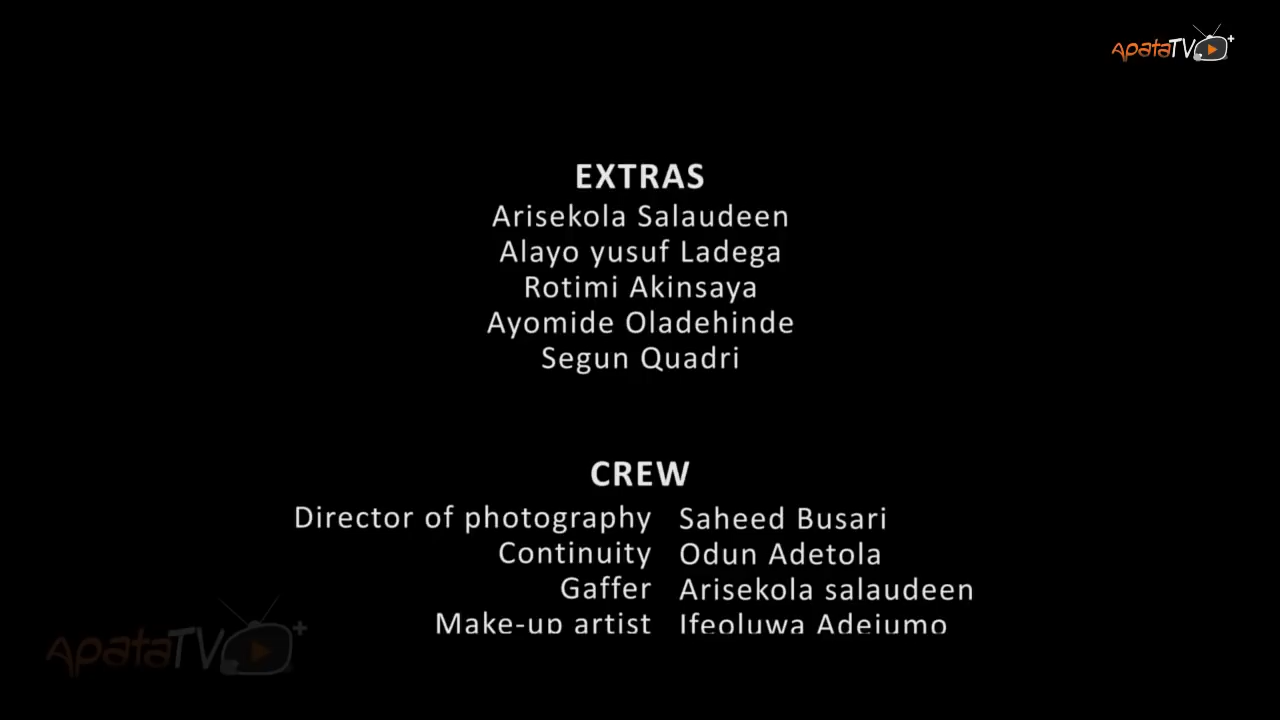 ApataTV+
EXTRAS
Arisekola Salaudeen
Alayo yusuf Ladega
Rotimi Akinsaya
Ayomide Oladehinde
Segun Quadri
CREW
Director of photography Saheed Busari
Continuity Odun Adetola
Gaffer Arisekola salaudeen
Make-up artist Ifeoluwa Adejumo
ApataTV+